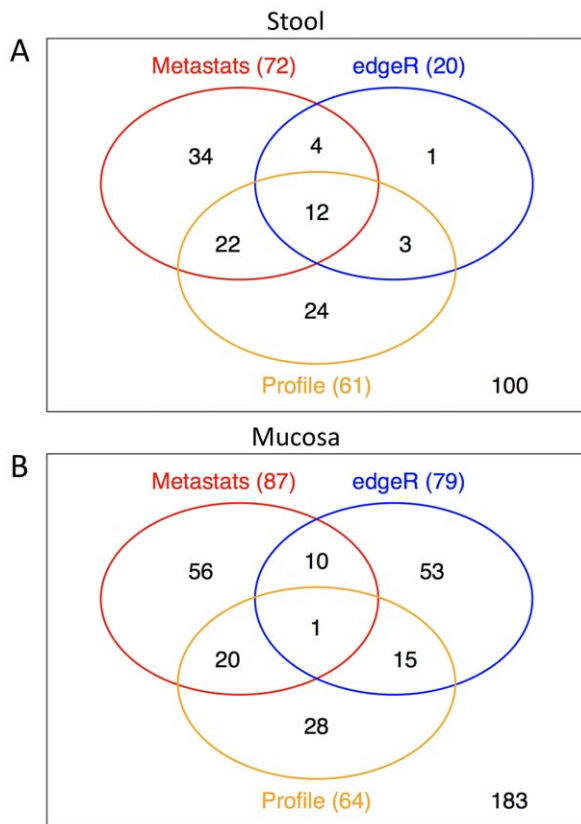 Stool
A
Metastats (72) edgeR (20)
34 4 1
12
22 3
24
Profile (61) 100
Mucosa
B
Metastats (87) edgeR (79)
56 10 53
1
20 15
28
Profile (64) 183